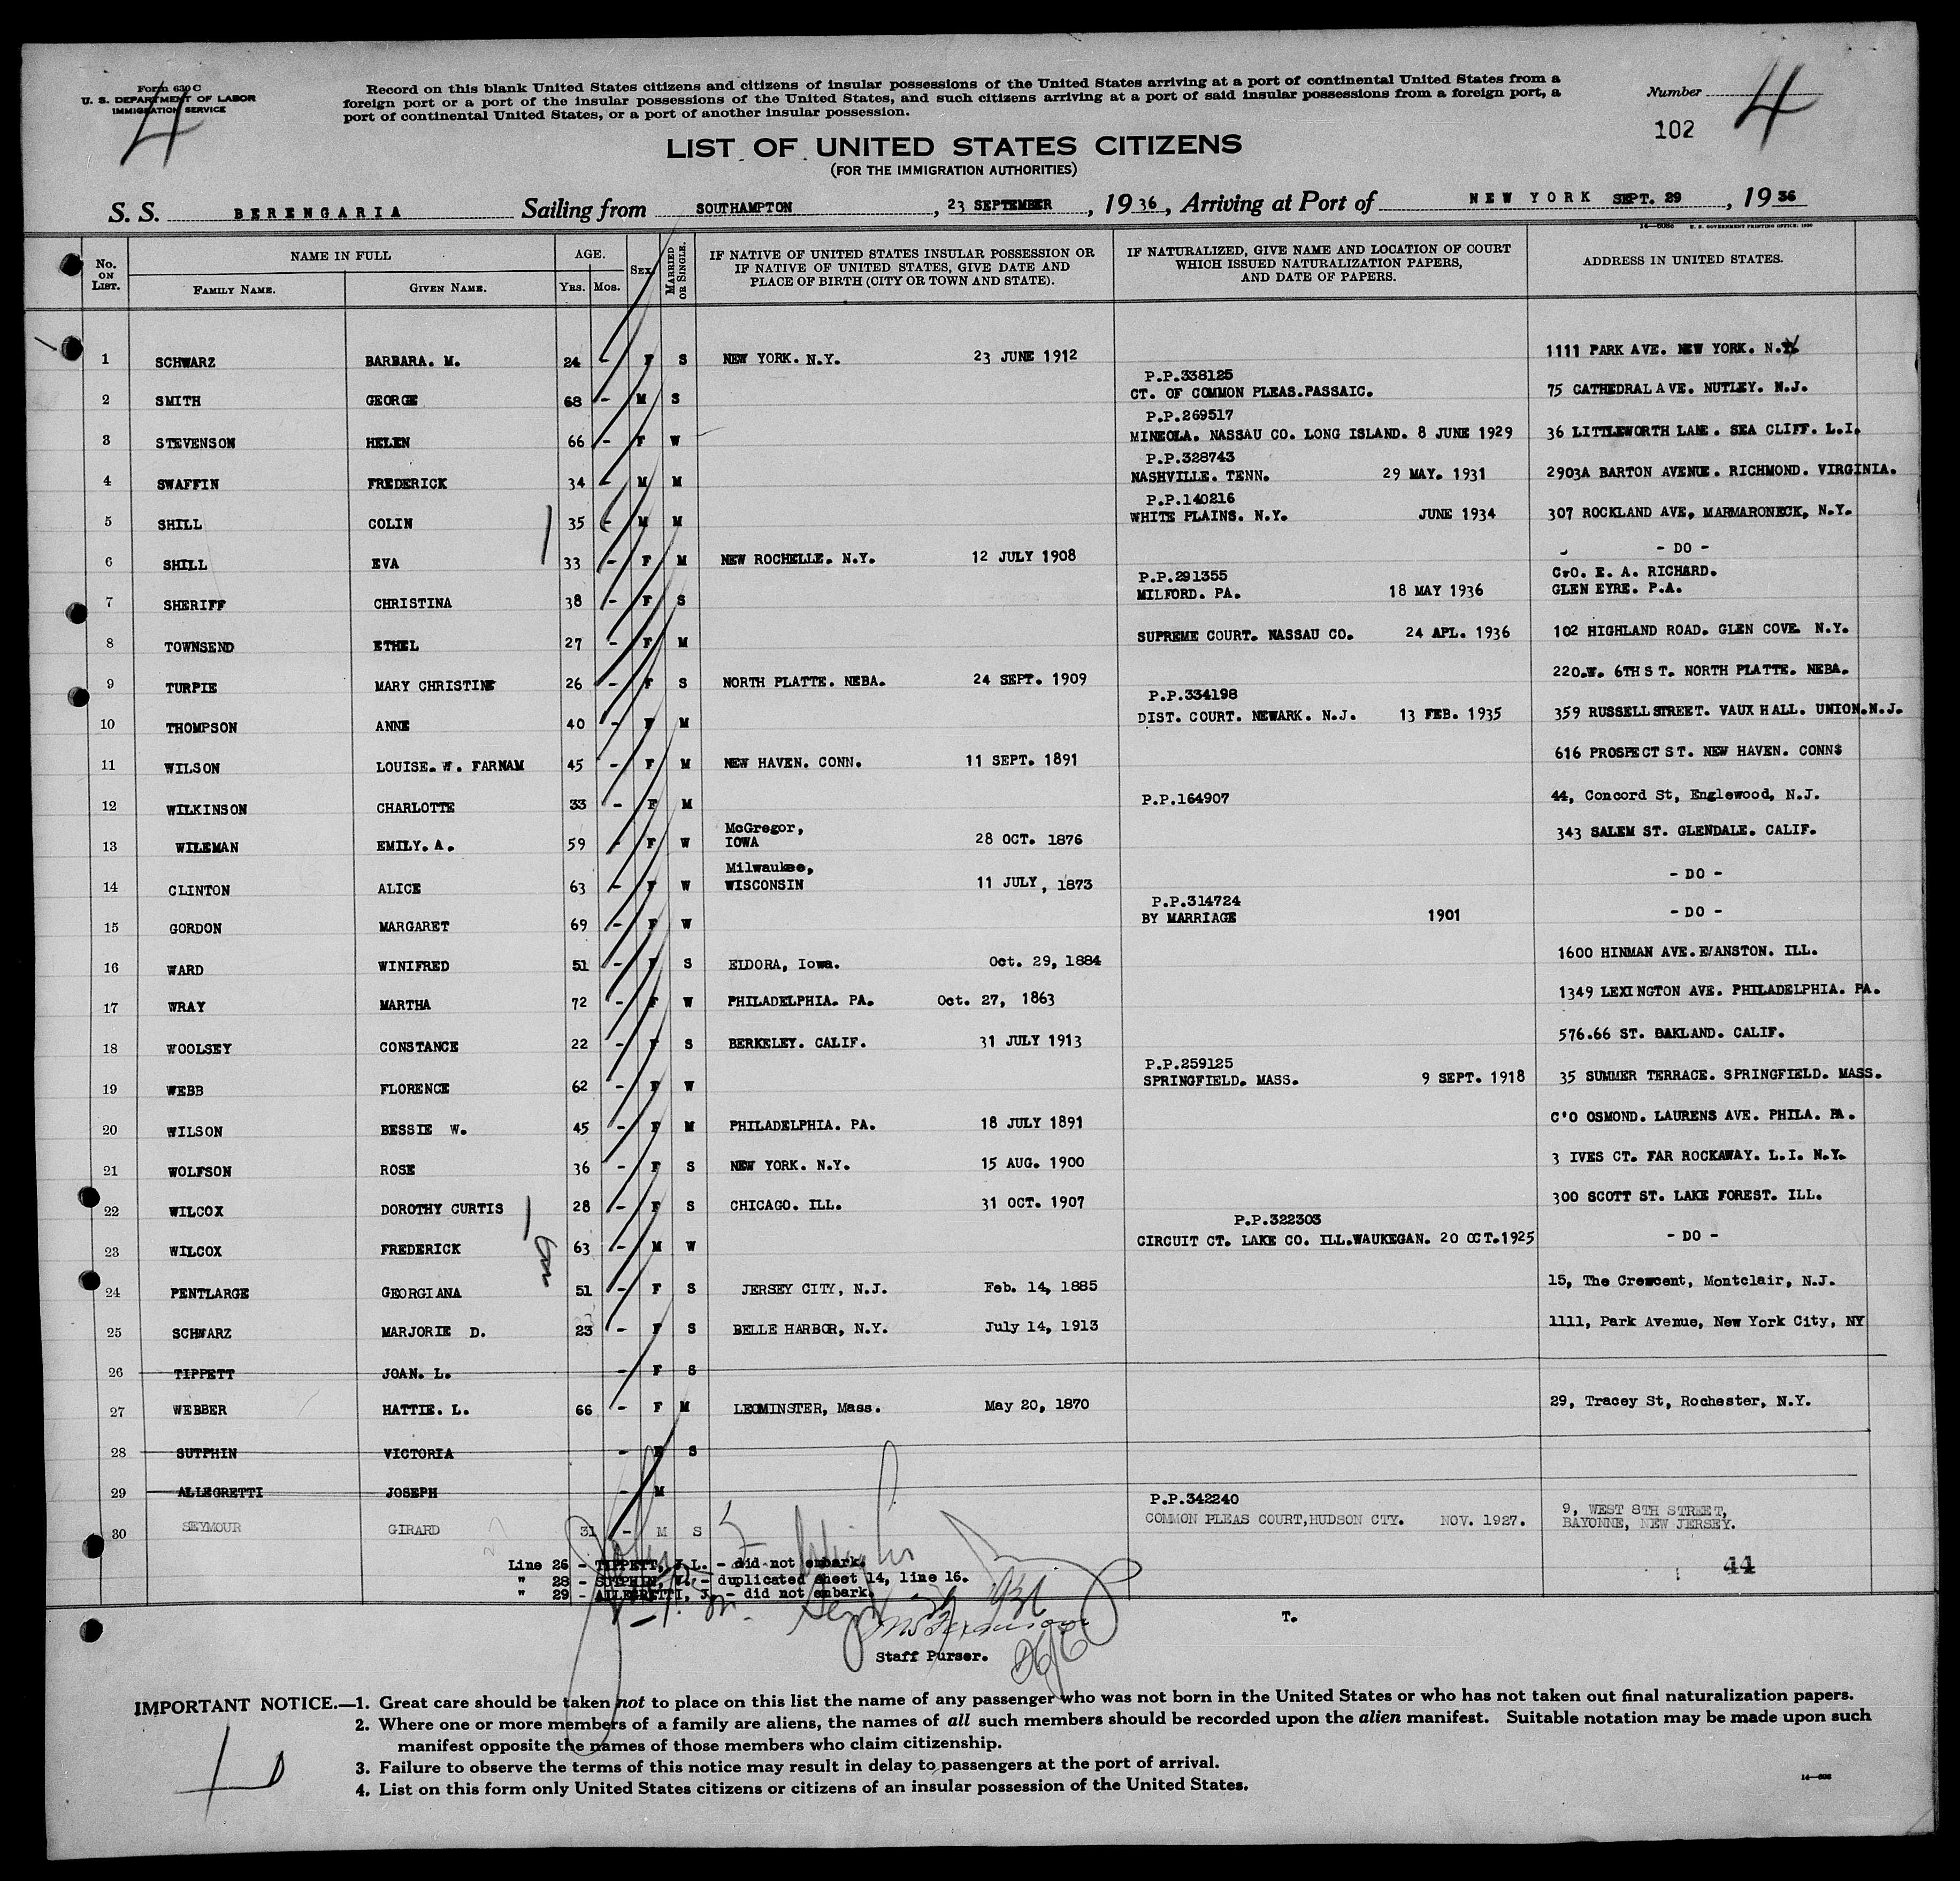 Form 630 C
U. S. DEPARTMENT OF LABOR
IMMIGRATION SERVICE
4
Record on this blank United States citizens and citizens of insular possessions of the United States arriving at a port of continental United States from a
foreign port or a port of the insular possessions of the United States, and such citizens arriving at a port of said insular possessions from a foreign port, a
port of continental United States, or a port of another insular possession.
Number 4
102
LIST OF UNITED STATES CITIZENS
(FOR THE IMMIGRATION AUTHORITIES)
S. S. BERENGARIA Sailing from SOUTHAMPTON, 23 SEPTEMBER, 1936, Arriving at Port of NEW YORK SEPT. 29, 1936
14—608c U. S. GOVERNMENT PRINTING OFFICE: 1930
No. ON LIST. NAME IN FULL FAMILY NAME. GIVEN NAME. AGE. YRS. MOS. SEX MARRIED OR SINGLE. IF NATIVE OF UNITED STATES INSULAR POSSESSION OR IF NATIVE OF UNITED STATES, GIVE DATE AND PLACE OF BIRTH (CITY OR TOWN AND STATE). IF NATURALIZED, GIVE NAME AND LOCATION OF COURT WHICH ISSUED NATURALIZATION PAPERS, AND DATE OF PAPERS. ADDRESS IN UNITED STATES.
1 SCHWARZ BARBARA. M. 24 - F S NEW YORK. N.Y. 23 JUNE 1912 1111 PARK AVE. NEW YORK. N.Y.
P.P.338125
2 SMITH GEORGE 68 - M S CT. OF COMMON PLEAS.PASSAIC. 75 CATHEDRAL AVE. NUTLEY. N.J.
P.P.269517
3 STEVENSON HELEN 66 - F W MINEOLA. NASSAU CO. LONG ISLAND. 8 JUNE 1929 36 LITTLEWORTH LANE. SEA CLIFF. L.I.
P.P.328743
4 SWAFFIN FREDERICK 34 - M M NASHVILLE. TENN. 29 MAY. 1931 2903A BARTON AVENUE. RICHMOND. VIRGINIA.
P.P.140216
5 SHILL COLIN 35 - M M WHITE PLAINS. N.Y. JUNE 1934 307 ROCKLAND AVE, MARMARONECK, N.Y.
6 SHILL EVA 33 - F M NEW ROCHELLE. N.Y. 12 JULY 1908 - DO -
P.P.291355 C/O. E. A. RICHARD.
7 SHERIFF CHRISTINA 38 - F S MILFORD. PA. 18 MAY 1936 GLEN EYRE. P.A.
8 TOWNSEND ETHEL 27 - F M SUPREME COURT. NASSAU CO. 24 APL. 1936 102 HIGHLAND ROAD. GLEN COVE. N.Y.
9 TURPIE MARY CHRISTINE 26 - F S NORTH PLATTE. NEBA. 24 SEPT. 1909 220.W. 6TH ST. NORTH PLATTE. NEBA.
P.P.334198
10 THOMPSON ANNE 40 - F M DIST. COURT. NEWARK. N.J. 13 FEB. 1935 359 RUSSELL STREET. VAUX HALL. UNION.N.J.
11 WILSON LOUISE. W. FARNAM 45 - F M NEW HAVEN. CONN. 11 SEPT. 1891 616 PROSPECT ST. NEW HAVEN. CONN$
12 WILKINSON CHARLOTTE 33 - F M P.P.164907 44, Concord St, Englewood, N.J.
McGregor,
13 WILEMAN EMILY. A. 59 - F W IOWA 28 OCT. 1876 343 SALEM ST. GLENDALE. CALIF.
Milwaukee,
14 CLINTON ALICE 63 - F W WISCONSIN 11 JULY, 1873 - DO -
P.P.314724
15 GORDON MARGARET 69 - F W BY MARRIAGE 1901 - DO -
16 WARD WINIFRED 51 - F S ELDORA, Iowa. Oct. 29, 1884 1600 HINMAN AVE. EVANSTON. ILL.
17 WRAY MARTHA 72 - F W PHILADELPHIA. PA. Oct. 27, 1863 1349 LEXINGTON AVE. PHILADELPHIA. PA.
18 WOOLSEY CONSTANCE 22 - F S BERKELEY. CALIF. 31 JULY 1913 576.66 ST. OAKLAND. CALIF.
P.P.259125
19 WEBB FLORENCE 62 - F W SPRINGFIELD. MASS. 9 SEPT. 1918 35 SUMMER TERRACE. SPRINGFIELD. MASS.
20 WILSON BESSIE W. 45 - F M PHILADELPHIA. PA. 18 JULY 1891 C'O OSMOND. LAURENS AVE. PHILA. PA.
21 WOLFSON ROSE 36 - F S NEW YORK. N.Y. 15 AUG. 1900 3 IVES CT. FAR ROCKAWAY. L.I. N.Y.
22 WILCOX DOROTHY CURTIS 28 - F S CHICAGO. ILL. 31 OCT. 1907 300 SCOTT ST. LAKE FOREST. ILL.
P.P.322303
23 WILCOX FREDERICK 63 - M W CIRCUIT CT. LAKE CO. ILL.WAUKEGAN. 20 OCT.1925 - DO -
24 PENTLARGE GEORGIANA 51 - F S JERSEY CITY, N.J. Feb. 14, 1885 15, The Crescent, Montclair, N.J.
25 SCHWARZ MARJORIE D. 23 - F S BELLE HARBOR, N.Y. July 14, 1913 1111, Park Avenue, New York City, NY
26 TIPPETT JOAN. L. - F S
27 WEBBER HATTIE. L. 66 - F M LEOMINSTER, Mass. May 20, 1870 29, Tracey St, Rochester, N.Y.
28 SUTPHIN VICTORIA - F S
29 ALLEGRETTI JOSEPH - M
P.P.342240 9, WEST 8TH STREET,
30 SEYMOUR GIRARD 31 - M S COMMON PLEAS COURT,HUDSON CTY. NOV. 1927. BAYONNE, NEW JERSEY.
Line 26 - TIPPETT, J.L. - did not embark.
" 28 - SUTPHIN, V. - duplicated sheet 14, line 16.
" 29 - ALLEGRETTI, J. - did not embark.
44
T.
Staff Purser.
IMPORTANT NOTICE.—1. Great care should be taken not to place on this list the name of any passenger who was not born in the United States or who has not taken out final naturalization papers.
2. Where one or more members of a family are aliens, the names of all such members should be recorded upon the alien manifest. Suitable notation may be made upon such
manifest opposite the names of those members who claim citizenship.
3. Failure to observe the terms of this notice may result in delay to passengers at the port of arrival.
4. List on this form only United States citizens or citizens of an insular possession of the United States.
14—608